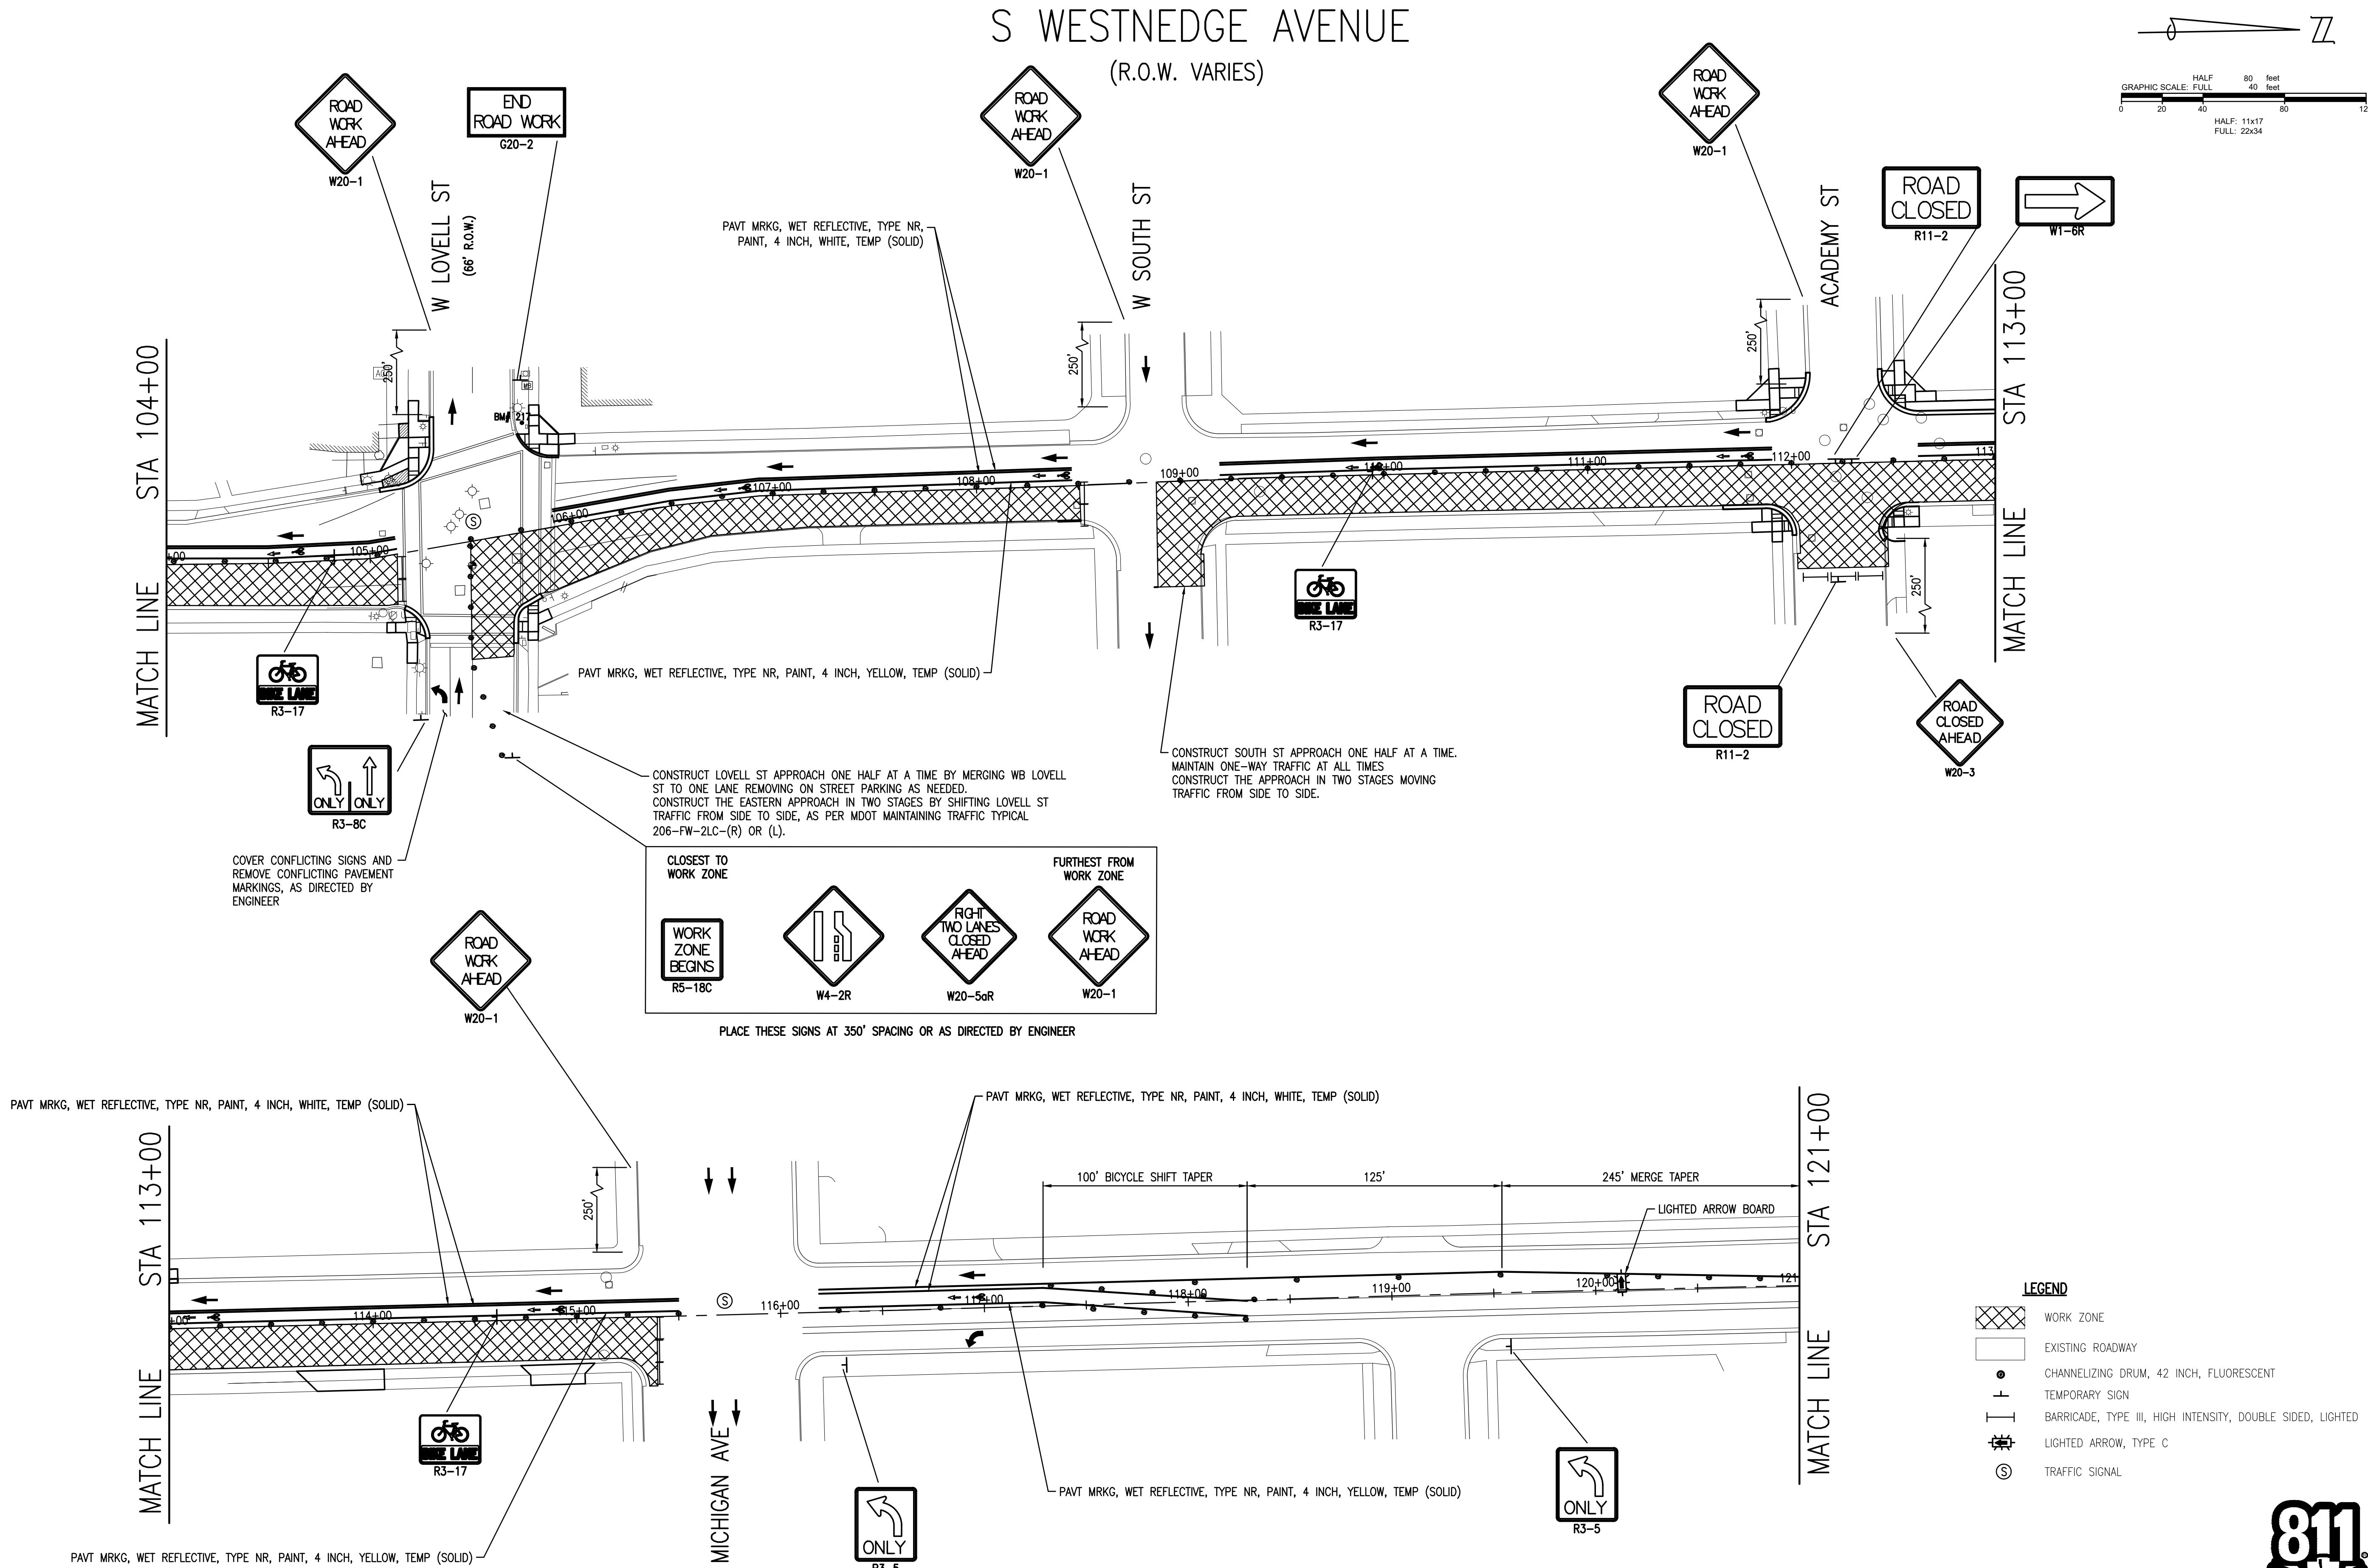 S WESTNEDGE AVENUE
(R.O.W. VARIES)
Z
HALF 80 feet
GRAPHIC SCALE: FULL 40 feet
0 20 40 80 12
HALF: 11x17
FULL: 22x34
ROAD
WORK
AHEAD
W20-1
END
ROAD WORK
G20-2
ROAD
WORK
AHEAD
W20-1
ROAD
WORK
AHEAD
W20-1
ROAD
CLOSED
R11-2
W1-6R
W LOVELL ST
(66' R.O.W.)
PAVT MRKG, WET REFLECTIVE, TYPE NR,
PAINT, 4 INCH, WHITE, TEMP (SOLID)
W SOUTH ST
ACADEMY ST
MATCH LINE STA 104+00
MATCH LINE STA 113+00
250'
250'
250'
250'
BM# 217
S
+00
105+00
106+00
107+00
108+00
109+00
111+00
112+00
113
BIKE LANE
R3-17
BIKE LANE
R3-17
PAVT MRKG, WET REFLECTIVE, TYPE NR, PAINT, 4 INCH, YELLOW, TEMP (SOLID)
ONLY ONLY
R3-8C
ROAD
CLOSED
R11-2
ROAD
CLOSED
AHEAD
W20-3
CONSTRUCT LOVELL ST APPROACH ONE HALF AT A TIME BY MERGING WB LOVELL
ST TO ONE LANE REMOVING ON STREET PARKING AS NEEDED.
CONSTRUCT THE EASTERN APPROACH IN TWO STAGES BY SHIFTING LOVELL ST
TRAFFIC FROM SIDE TO SIDE, AS PER MDOT MAINTAINING TRAFFIC TYPICAL
206-FW-2LC-(R) OR (L).
CONSTRUCT SOUTH ST APPROACH ONE HALF AT A TIME.
MAINTAIN ONE-WAY TRAFFIC AT ALL TIMES
CONSTRUCT THE APPROACH IN TWO STAGES MOVING
TRAFFIC FROM SIDE TO SIDE.
COVER CONFLICTING SIGNS AND
REMOVE CONFLICTING PAVEMENT
MARKINGS, AS DIRECTED BY
ENGINEER
CLOSEST TO
WORK ZONE
FURTHEST FROM
WORK ZONE
WORK
ZONE
BEGINS
R5-18C
W4-2R
RIGHT
TWO LANES
CLOSED
AHEAD
W20-5aR
ROAD
WORK
AHEAD
W20-1
PLACE THESE SIGNS AT 350' SPACING OR AS DIRECTED BY ENGINEER
ROAD
WORK
AHEAD
W20-1
PAVT MRKG, WET REFLECTIVE, TYPE NR, PAINT, 4 INCH, WHITE, TEMP (SOLID)
PAVT MRKG, WET REFLECTIVE, TYPE NR, PAINT, 4 INCH, WHITE, TEMP (SOLID)
MATCH LINE STA 113+00
MATCH LINE STA 121+00
250'
100' BICYCLE SHIFT TAPER
125'
245' MERGE TAPER
LIGHTED ARROW BOARD
S
+00
114+00
115+00
116+00
117+00
118+00
119+00
120+00
121
MICHIGAN AVE
BIKE LANE
R3-17
ONLY
R3-5
ONLY
R3-5
PAVT MRKG, WET REFLECTIVE, TYPE NR, PAINT, 4 INCH, YELLOW, TEMP (SOLID)
PAVT MRKG, WET REFLECTIVE, TYPE NR, PAINT, 4 INCH, YELLOW, TEMP (SOLID)
LEGEND
WORK ZONE
EXISTING ROADWAY
CHANNELIZING DRUM, 42 INCH, FLUORESCENT
TEMPORARY SIGN
BARRICADE, TYPE III, HIGH INTENSITY, DOUBLE SIDED, LIGHTED
LIGHTED ARROW, TYPE C
S TRAFFIC SIGNAL
811